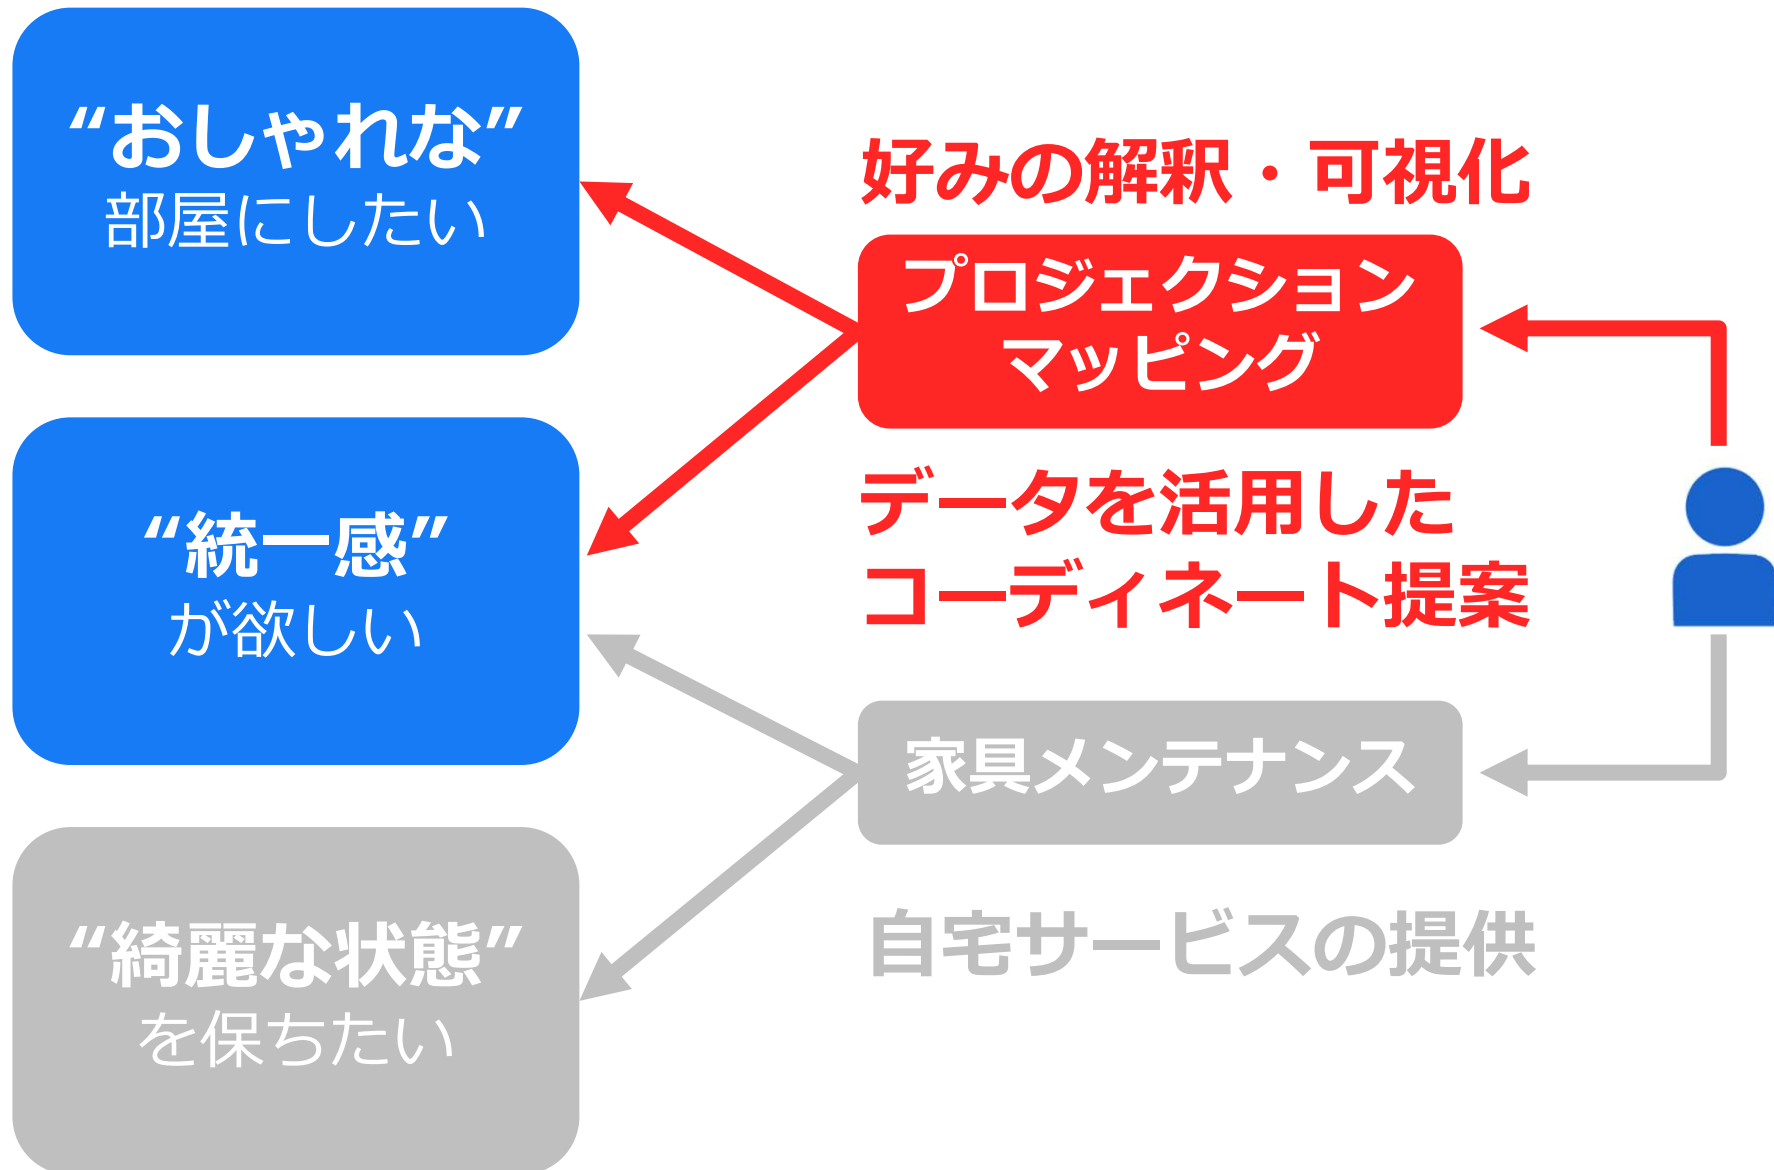 “おしゃれな”
部屋にしたい
“統一感”
が欲しい
“綺麗な状態”
を保ちたい
好みの解釈・可視化
プロジェクション
マッピング
データを活用した
コーディネート提案
家具メンテナンス
自宅サービスの提供